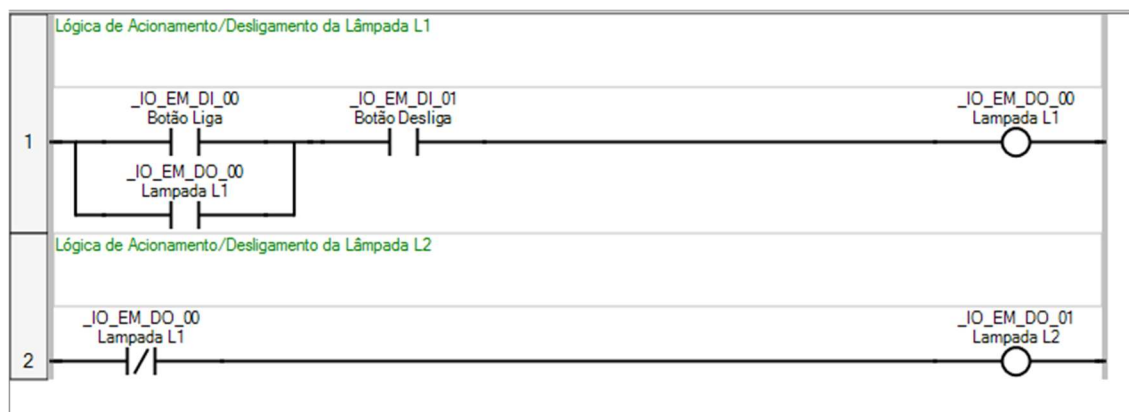 Lógica de Acionamento/Desligamento da Lâmpada L1
_IO_EM_DI_00
Botão Liga
_IO_EM_DI_01
Botão Desliga
_IO_EM_DO_00
Lampada L1
1
_IO_EM_DO_00
Lampada L1
Lógica de Acionamento/Desligamento da Lâmpada L2
_IO_EM_DO_00
Lampada L1
_IO_EM_DO_01
Lampada L2
2